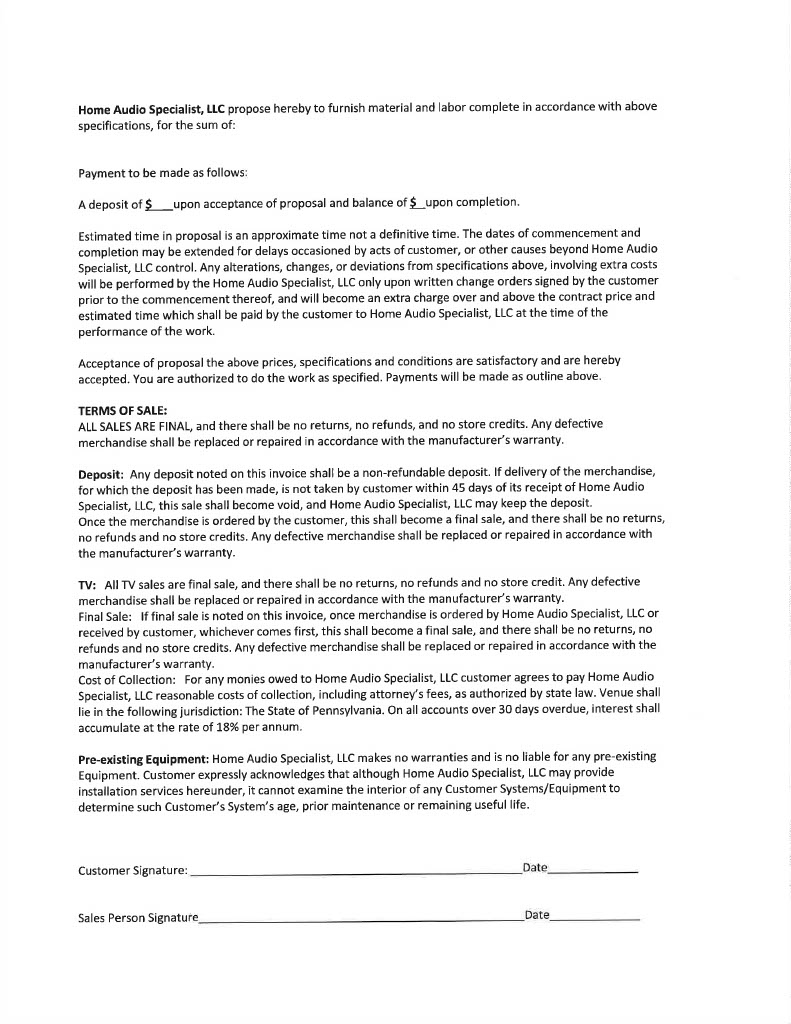 Home Audio Specialist, LLC propose hereby to furnish material and labor complete in accordance with above
specifications, for the sum of:
Payment to be made as follows:
A deposit of $___upon acceptance of proposal and balance of $_upon completion.
Estimated time in proposal is an approximate time not a definitive time. The dates of commencement and
completion may be extended for delays occasioned by acts of customer, or other causes beyond Home Audio
Specialist, LLC control. Any alterations, changes, or deviations from specifications above, involving extra costs
will be performed by the Home Audio Specialist, LLC only upon written change orders signed by the customer
prior to the commencement thereof, and will become an extra charge over and above the contract price and
estimated time which shall be paid by the customer to Home Audio Specialist, LLC at the time of the
performance of the work.
Acceptance of proposal the above prices, specifications and conditions are satisfactory and are hereby
accepted. You are authorized to do the work as specified. Payments will be made as outline above.
TERMS OF SALE:
ALL SALES ARE FINAL, and there shall be no returns, no refunds, and no store credits. Any defective
merchandise shall be replaced or repaired in accordance with the manufacturer's warranty.
Deposit: Any deposit noted on this invoice shall be a non-refundable deposit. If delivery of the merchandise,
for which the deposit has been made, is not taken by customer within 45 days of its receipt of Home Audio
Specialist, LLC, this sale shall become void, and Home Audio Specialist, LLC may keep the deposit.
Once the merchandise is ordered by the customer, this shall become a final sale, and there shall be no returns,
no refunds and no store credits. Any defective merchandise shall be replaced or repaired in accordance with
the manufacturer's warranty.
TV: All TV sales are final sale, and there shall be no returns, no refunds and no store credit. Any defective
merchandise shall be replaced or repaired in accordance with the manufacturer's warranty.
Final Sale: If final sale is noted on this invoice, once merchandise is ordered by Home Audio Specialist, LLC or
received by customer, whichever comes first, this shall become a final sale, and there shall be no returns, no
refunds and no store credits. Any defective merchandise shall be replaced or repaired in accordance with the
manufacturer's warranty.
Cost of Collection: For any monies owed to Home Audio Specialist, LLC customer agrees to pay Home Audio
Specialist, LLC reasonable costs of collection, including attorney's fees, as authorized by state law. Venue shall
lie in the following jurisdiction: The State of Pennsylvania. On all accounts over 30 days overdue, interest shall
accumulate at the rate of 18% per annum.
Pre-existing Equipment: Home Audio Specialist, LLC makes no warranties and is no liable for any pre-existing
Equipment. Customer expressly acknowledges that although Home Audio Specialist, LLC may provide
installation services hereunder, it cannot examine the interior of any Customer Systems/Equipment to
determine such Customer's System's age, prior maintenance or remaining useful life.
Customer Signature: ____________________Date__________
Sales Person Signature____________________Date__________